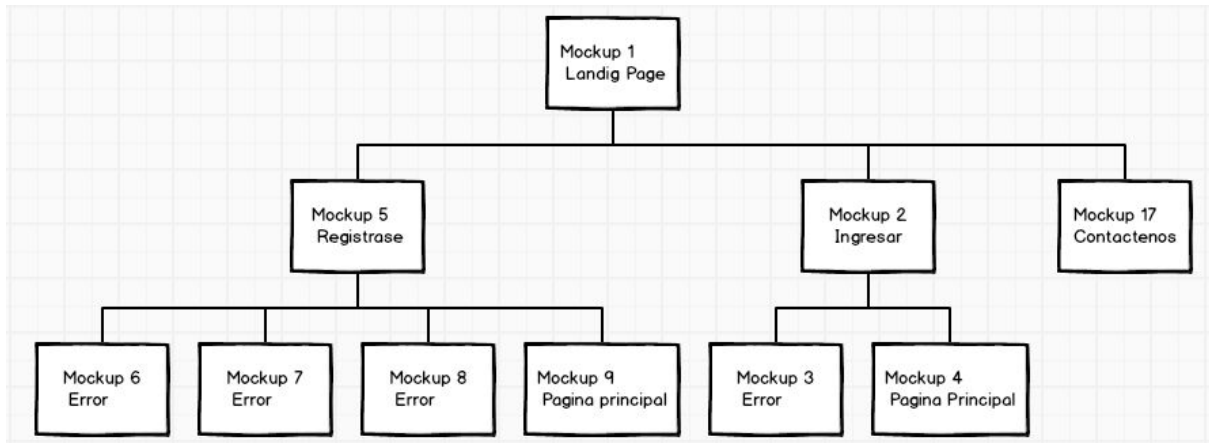 Mockup 1
Landig Page
Mockup 5
Registrase
Mockup 2
Ingresar
Mockup 17
Contactenos
Mockup 6
Error
Mockup 7
Error
Mockup 8
Error
Mockup 9
Pagina principal
Mockup 3
Error
Mockup 4
Pagina Principal